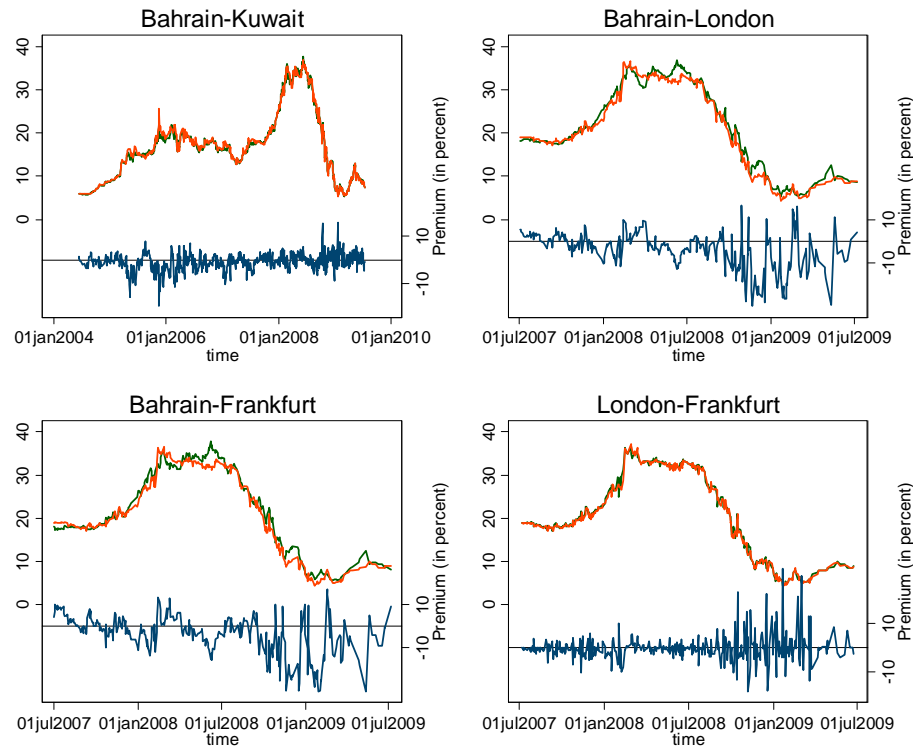 Bahrain-Kuwait
40
30
20
10
0
10
-10
Premium (in percent)
01jan2004 01jan2006 01jan2008 01jan2010
time
Bahrain-London
40
30
20
10
0
10
-10
Premium (in percent)
01jul2007 01jan2008 01jul2008 01jan2009 01jul2009
time
Bahrain-Frankfurt
40
30
20
10
0
10
-10
Premium (in percent)
01jul2007 01jan2008 01jul2008 01jan2009 01jul2009
time
London-Frankfurt
40
30
20
10
0
10
-10
Premium (in percent)
01jul2007 01jan2008 01jul2008 01jan2009 01jul2009
time